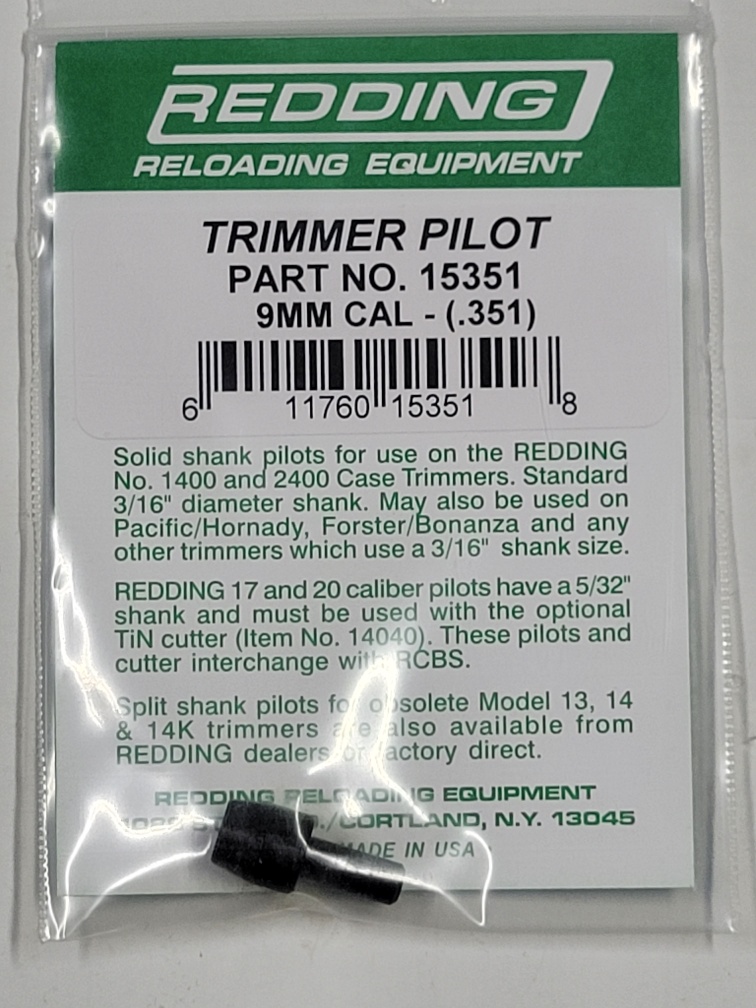 REDDING
RELOADING EQUIPMENT
TRIMMER PILOT
PART NO. 15351
9MM CAL - (.351)
6 11760 15351 8
Solid shank pilots for use on the REDDING
No. 1400 and 2400 Case Trimmers. Standard
3/16" diameter shank. May also be used on
Pacific/Hornady, Forster/Bonanza and any
other trimmers which use a 3/16" shank size.
REDDING 17 and 20 caliber pilots have a 5/32"
shank and must be used with the optional
TiN cutter (Item No. 14040). These pilots and
cutter interchange with RCBS.
Split shank pilots for obsolete Model 13, 14
& 14K trimmers are also available from
REDDING dealers or factory direct.
REDDING RELOADING EQUIPMENT
/CORTLAND, N.Y. 13045
MADE IN USA